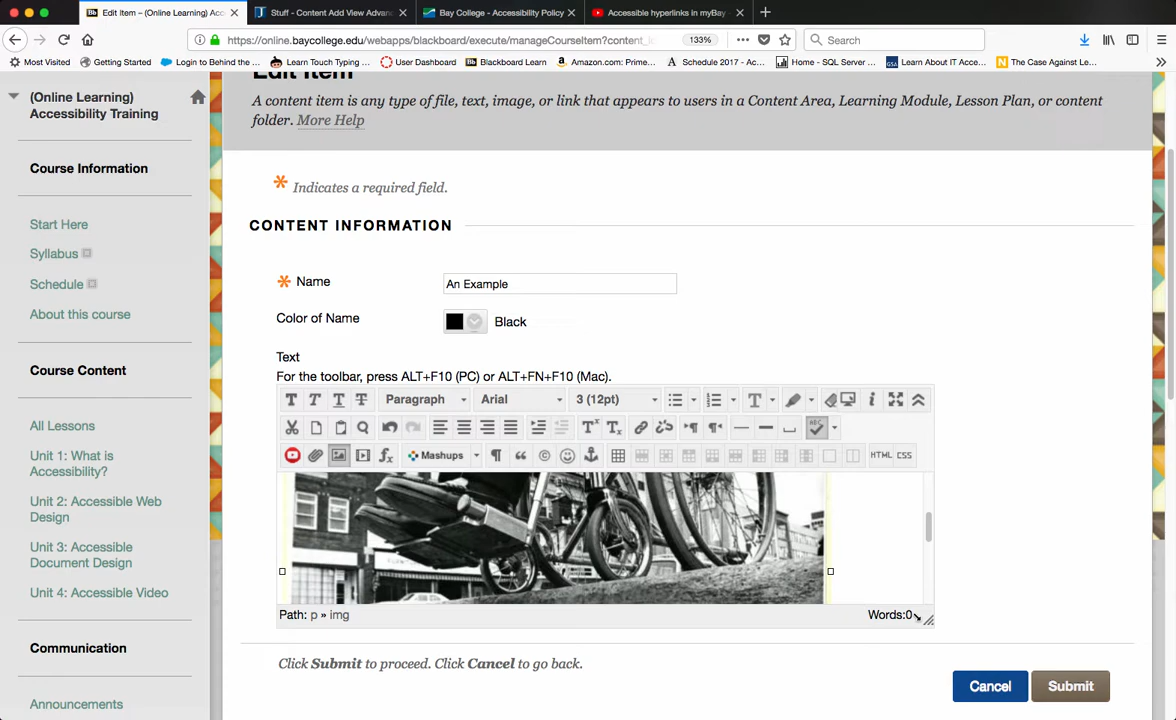 Edit Item – (Online Learning) Acc
Stuff - Content Add View Advan
Bay College - Accessibility Policy
Accessible hyperlinks in myBay
https://online.baycollege.edu/webapps/blackboard/execute/manageCourseItem?content_
133%
Search
Most Visited
Getting Started
Login to Behind the ...
Learn Touch Typing ...
User Dashboard
Blackboard Learn
Amazon.com: Prime...
Schedule 2017 - Ac...
Home - SQL Server ...
Learn About IT Acce...
The Case Against Le...
Edit Item
A content item is any type of file, text, image, or link that appears to users in a Content Area, Learning Module, Lesson Plan, or content
folder. More Help
(Online Learning)
Accessibility Training
Course Information
Start Here
Syllabus
Schedule
About this course
Course Content
All Lessons
Unit 1: What is
Accessibility?
Unit 2: Accessible Web
Design
Unit 3: Accessible
Document Design
Unit 4: Accessible Video
Communication
Announcements
Indicates a required field.
CONTENT INFORMATION
Name
An Example
Color of Name
Black
Text
For the toolbar, press ALT+F10 (PC) or ALT+FN+F10 (Mac).
Paragraph
Arial
3 (12pt)
Mashups
HTML CSS
Path: p » img
Words:0
Click Submit to proceed. Click Cancel to go back.
Cancel
Submit